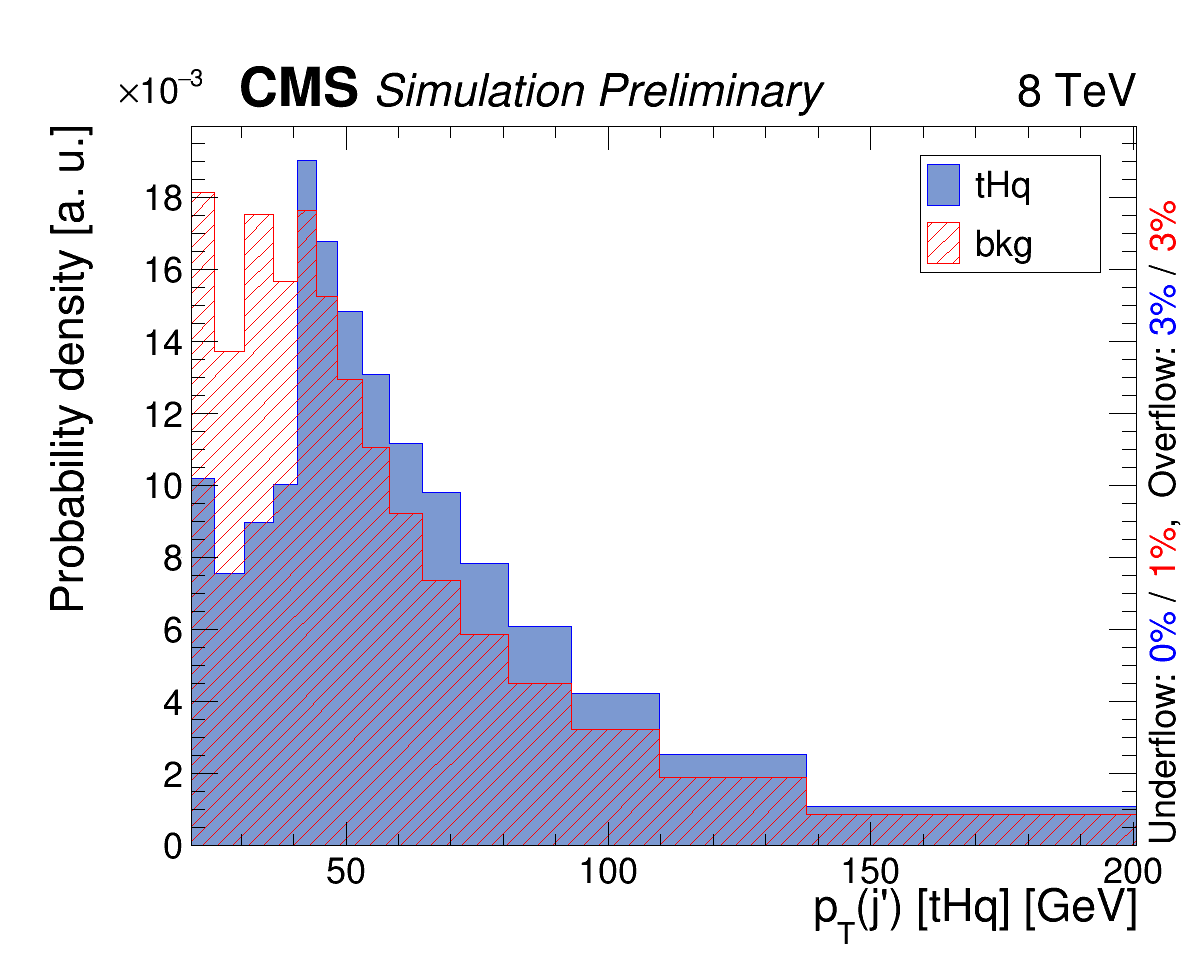 ×10⁻³ CMS Simulation Preliminary 8 TeV
Probability density [a. u.]
18
16
14
12
10
8
6
4
2
0
tHq
bkg
50 100 150 200
p_T(j') [tHq] [GeV]
Underflow: 0% / 1%, Overflow: 3% / 3%